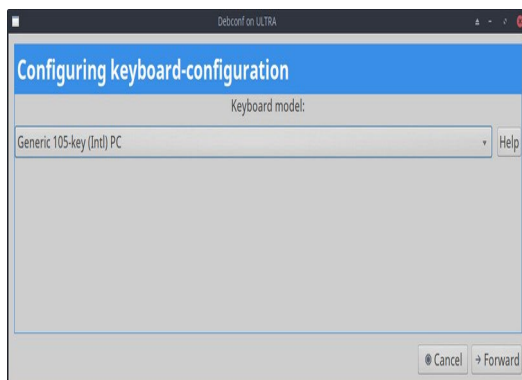 Debconf on ULTRA
Configuring keyboard-configuration
Keyboard model:
Generic 105-key (Intl) PC
Help
Cancel
Forward